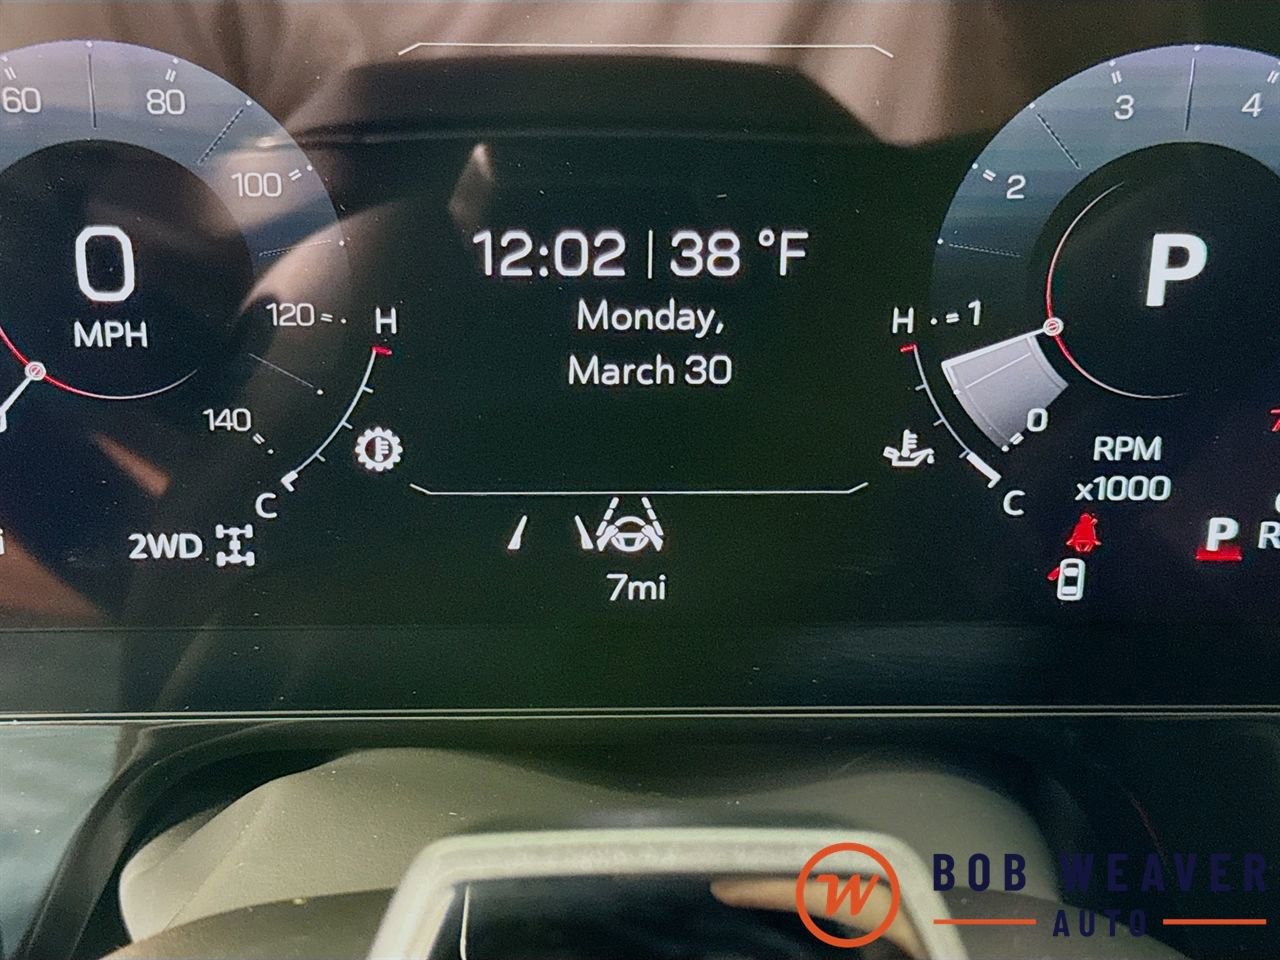 60
80
100
120
140
0
MPH
H
C
2WD
12:02 | 38 °F
Monday,
March 30
7mi
H
C
0
1
2
3
4
P
RPM
x1000
P R
BOB WEAVER
AUTO